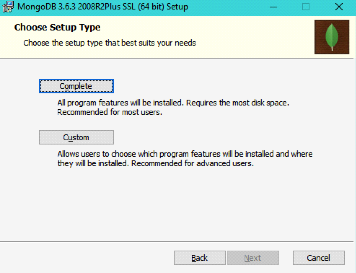 MongoDB 3.6.3 2008R2Plus SSL (64 bit) Setup
Choose Setup Type
Choose the setup type that best suits your needs
Complete
All program features will be installed. Requires the most disk space.
Recommended for most users.
Custom
Allows users to choose which program features will be installed and where
they will be installed. Recommended for advanced users.
Back Next Cancel